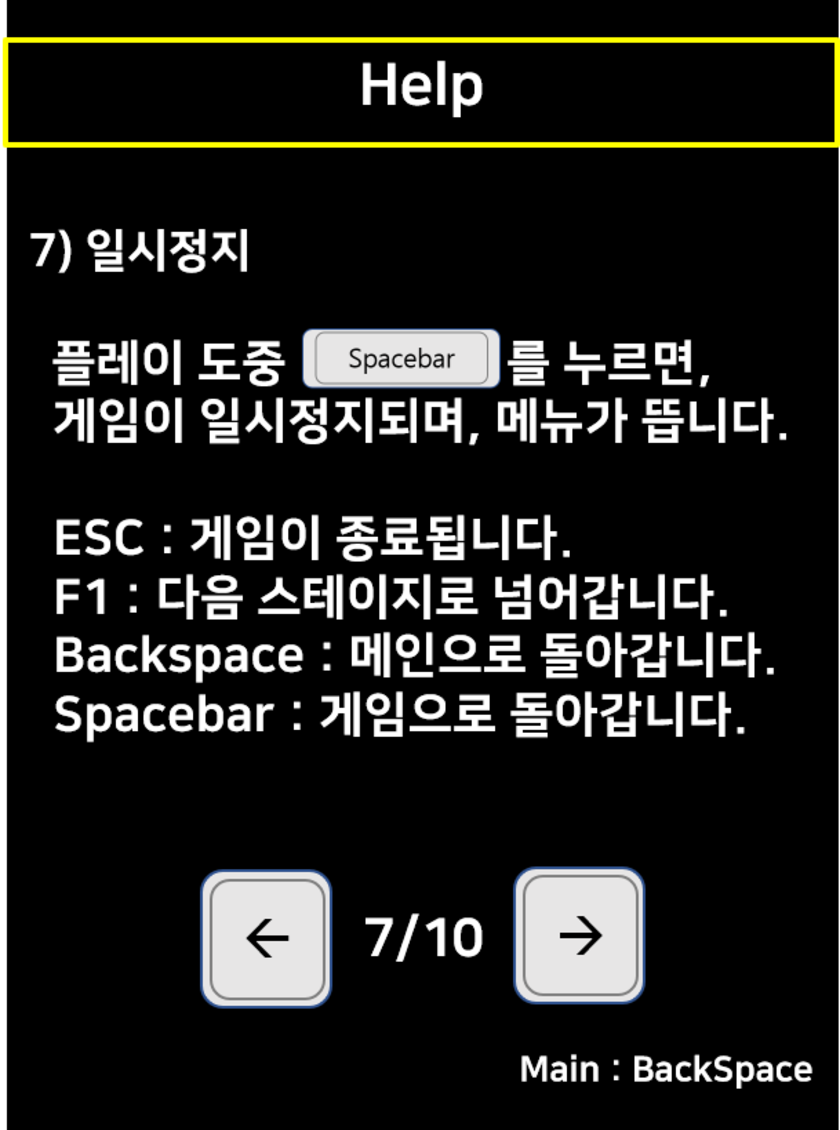 Help
7) 일시정지
플레이 도중 Spacebar 를 누르면,
게임이 일시정지되며, 메뉴가 뜹니다.
ESC : 게임이 종료됩니다.
F1 : 다음 스테이지로 넘어갑니다.
Backspace : 메인으로 돌아갑니다.
Spacebar : 게임으로 돌아갑니다.
← 7/10 →
Main : BackSpace